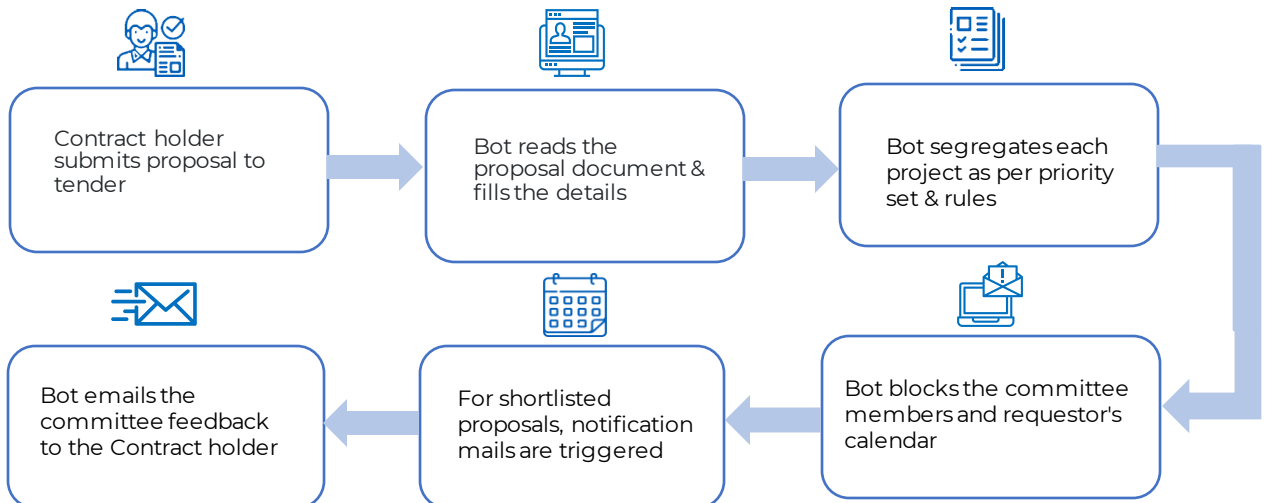 Contract holder
submits proposal to
tender
Bot reads the
proposal document &
fills the details
Bot segregates each
project as per priority
set & rules
Bot blocks the committee
members and requestor's
calendar
For shortlisted
proposals, notification
mails are triggered
Bot emails the
committee feedback
to the Contract holder